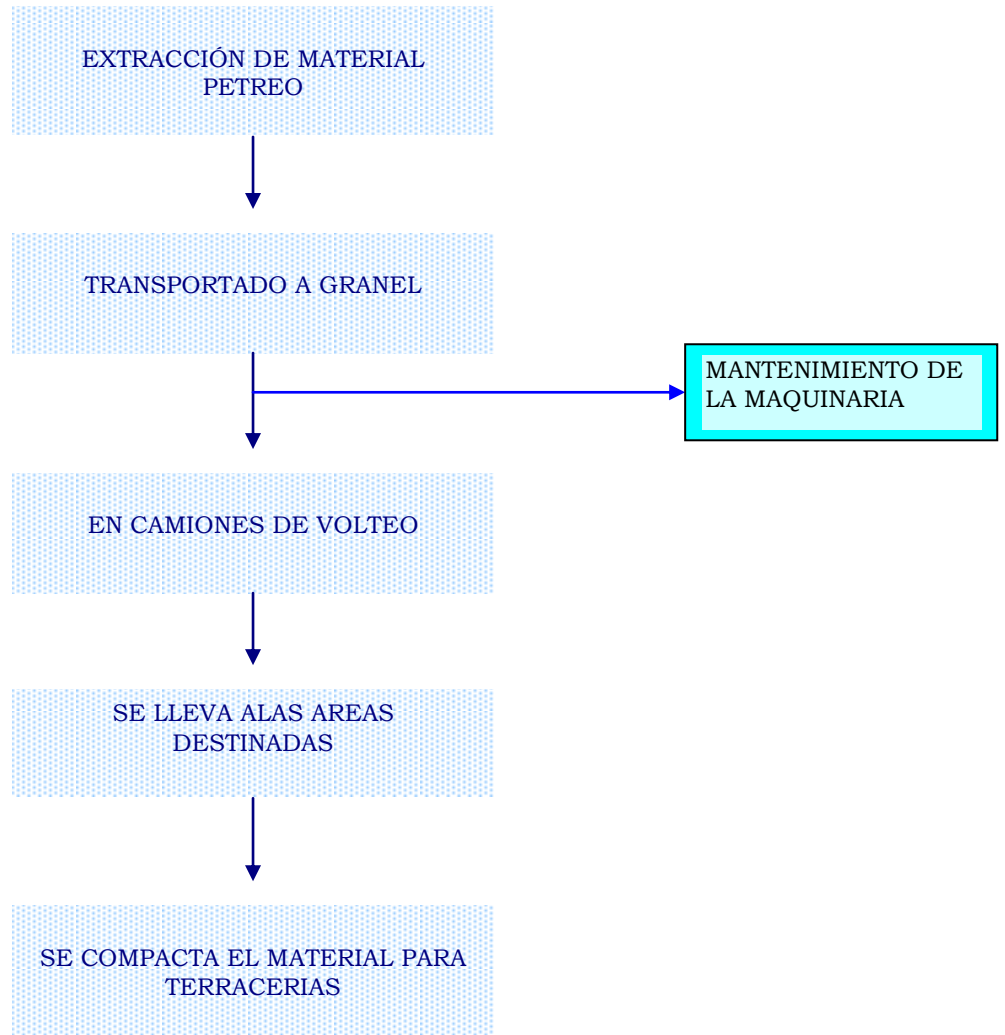 EXTRACCIÓN DE MATERIAL
PETREO
TRANSPORTADO A GRANEL
MANTENIMIENTO DE
LA MAQUINARIA
EN CAMIONES DE VOLTEO
SE LLEVA ALAS AREAS
DESTINADAS
SE COMPACTA EL MATERIAL PARA
TERRACERIAS